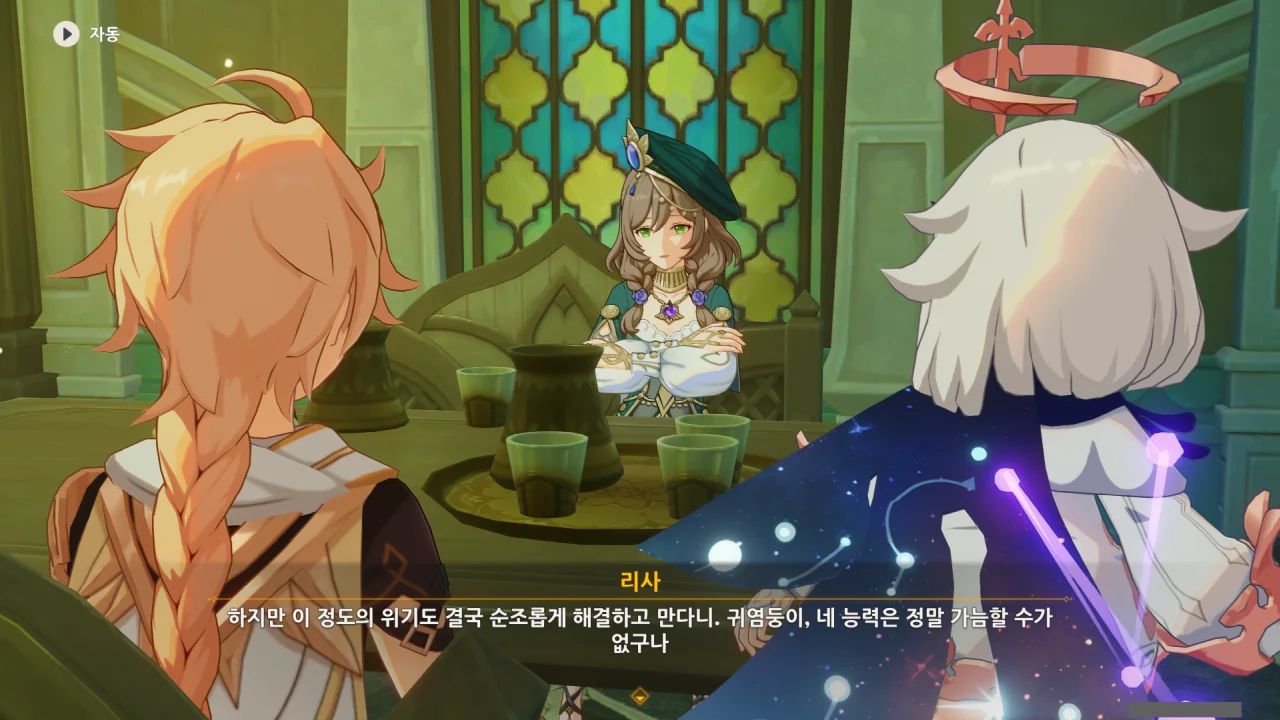 자동
리사
하지만 이 정도의 위기도 결국 순조롭게 해결하고 만다니. 귀염둥이, 네 능력은 정말 가늠할 수가
없구나